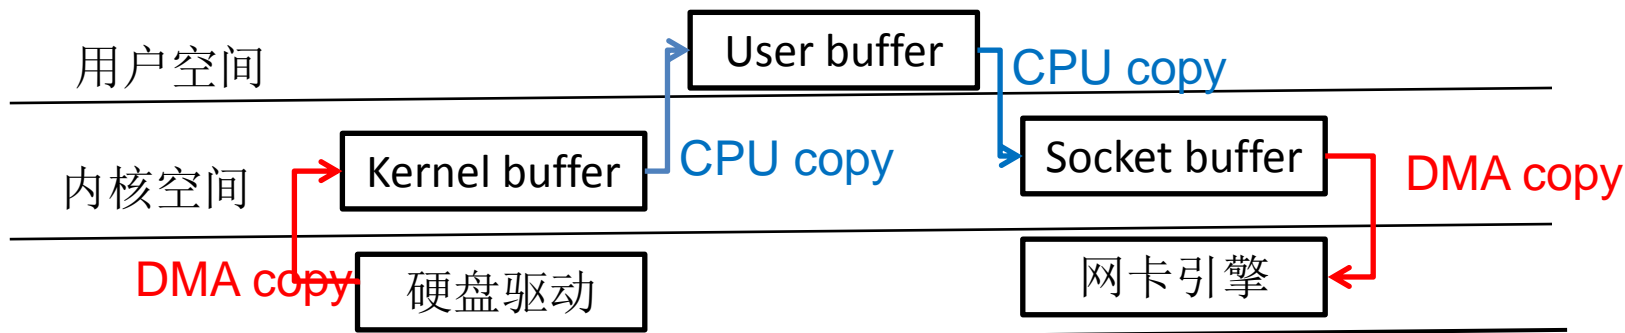 User buffer
用户空间
CPU copy
Kernel buffer
CPU copy
Socket buffer
内核空间
DMA copy
DMA copy
硬盘驱动
网卡引擎